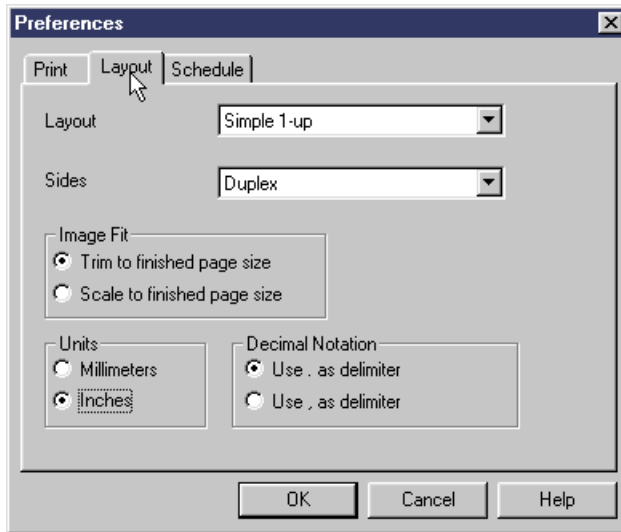 Preferences
Print Layout Schedule
Layout Simple 1-up
Sides Duplex
Image Fit
Trim to finished page size
Scale to finished page size
Units Decimal Notation
Millimeters Use . as delimiter
Inches Use , as delimiter
OK Cancel Help